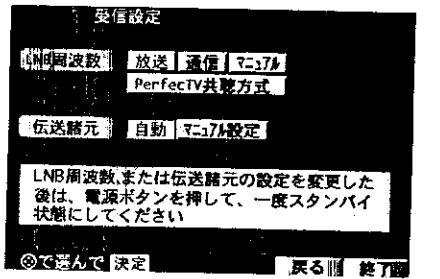 受信設定
LNB周波数 放送 通信 マニュアル
PerfecTV共聴方式
伝送諸元 自動 マニュアル設定
LNB周波数,または伝送諸元の設定を変更した
後は、電源ボタンを押して、一度スタンバイ
状態にしてください
で選んで 決定 戻る 終了